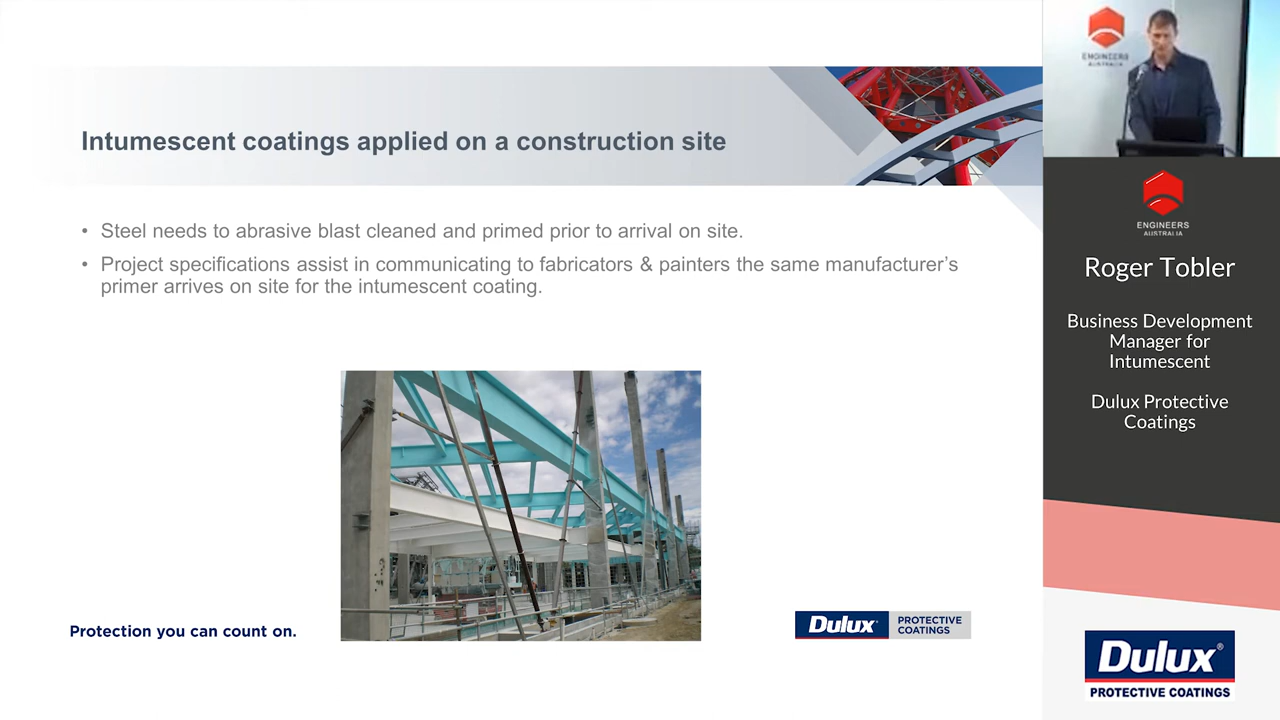 Intumescent coatings applied on a construction site
• Steel needs to abrasive blast cleaned and primed prior to arrival on site.
• Project specifications assist in communicating to fabricators & painters the same manufacturer’s
primer arrives on site for the intumescent coating.
Protection you can count on.
Dulux
PROTECTIVE
COATINGS
ENGINEERS
AUSTRALIA
ENGINEERS
AUSTRALIA
Roger Tobler
Business Development
Manager for
Intumescent
Dulux Protective
Coatings
Dulux®
PROTECTIVE COATINGS